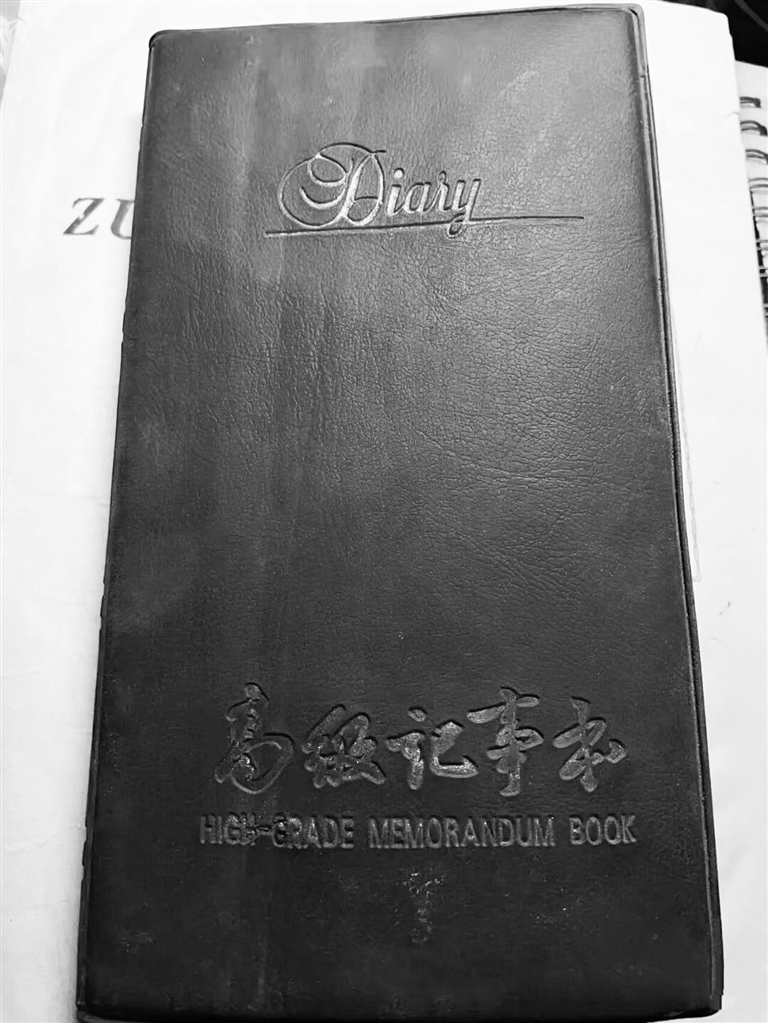 Diary
ZU
高级记事本
HIGH-GRADE MEMORANDUM BOOK